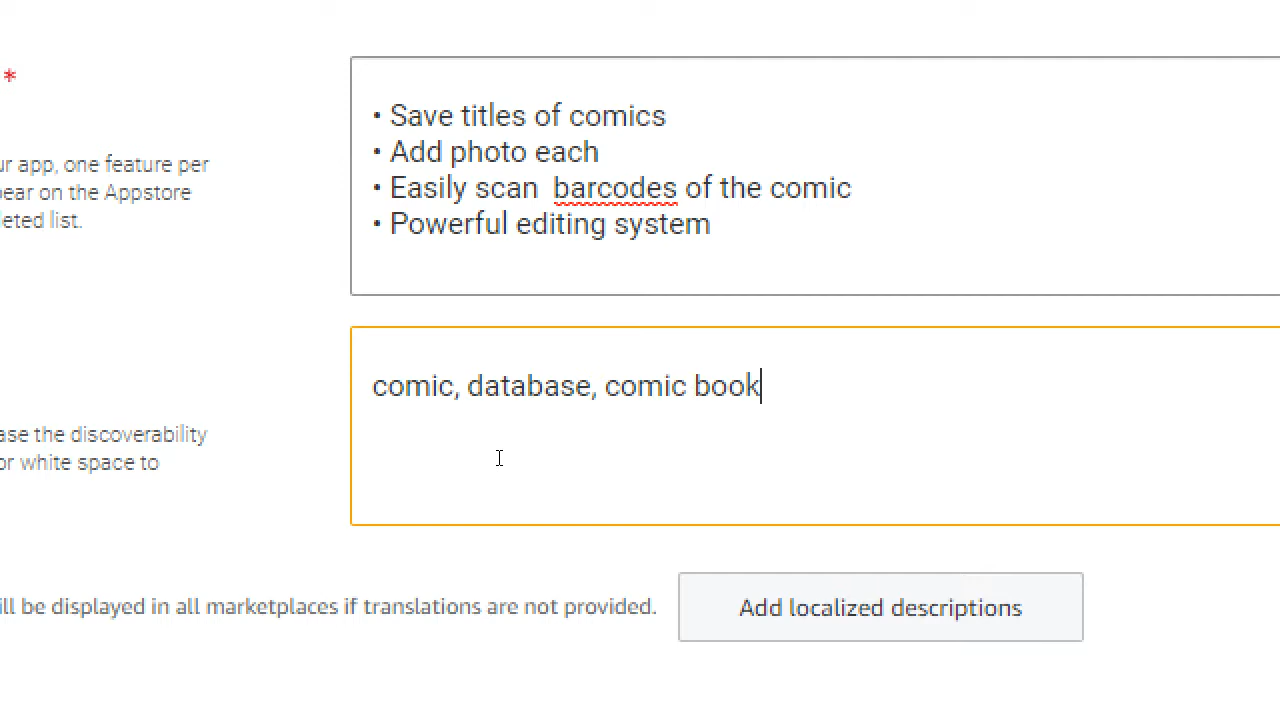 *
• Save titles of comics
• Add photo each
• Easily scan  barcodes of the comic
• Powerful editing system
ur app, one feature per
pear on the Appstore
leted list.
comic, database, comic book
ase the discoverability
or white space to
ill be displayed in all marketplaces if translations are not provided.
Add localized descriptions